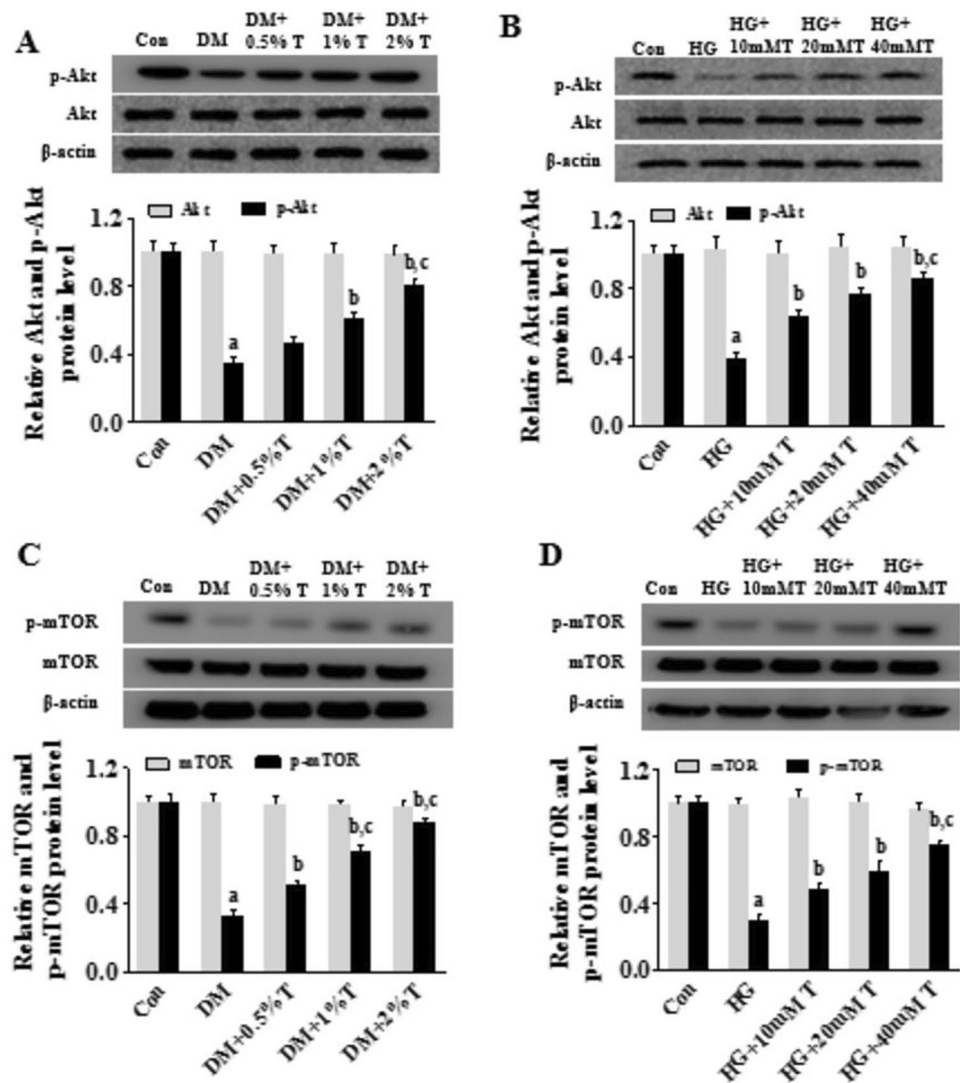 A
Con DM DM+ 0.5% T DM+ 1% T DM+ 2% T
p-Akt
Akt
β-actin
Relative Akt and p-Akt
protein level
Akt p-Akt
1.2
0.8
0.4
0.0
a
b
b,c
Con DM DM+0.5%T DM+1%T DM+2%T
B
Con HG HG+ 10mMT HG+ 20mMT HG+ 40mMT
p-Akt
Akt
β-actin
Relative Akt and p-Akt
protein level
Akt p-Akt
1.2
0.8
0.4
0.0
a
b
b
b,c
Con HG HG+10mM T HG+20mM T HG+40mM T
C
Con DM DM+ 0.5% T DM+ 1% T DM+ 2% T
p-mTOR
mTOR
β-actin
Relative mTOR and
p-mTOR protein level
mTOR p-mTOR
1.2
0.8
0.4
0.0
a
b
b,c
b,c
Con DM DM+0.5%T DM+1%T DM+2%T
D
Con HG HG+ 10mMT HG+ 20mMT HG+ 40mMT
p-mTOR
mTOR
β-actin
Relative mTOR and
p-mTOR protein level
mTOR p-mTOR
1.2
0.8
0.4
0.0
a
b
b
b,c
Con HG HG+10mM T HG+20mM T HG+40mM T